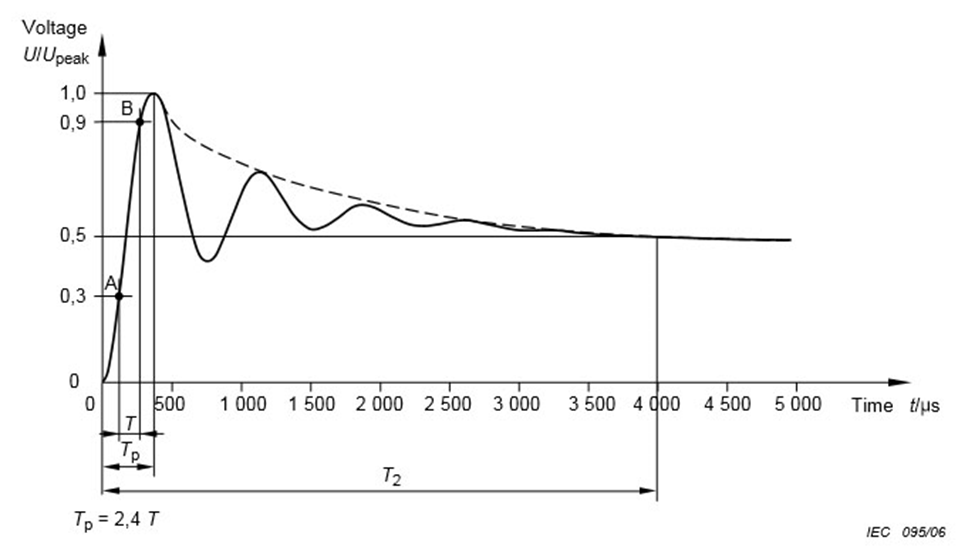 Voltage
U/Upeak
1,0
B
0,9
0,5
A
0,3
0
0 500 1 000 1 500 2 000 2 500 3 000 3 500 4 000 4 500 5 000 Time t/μs
T
Tp
T2
Tp = 2,4 T
IEC 095/06